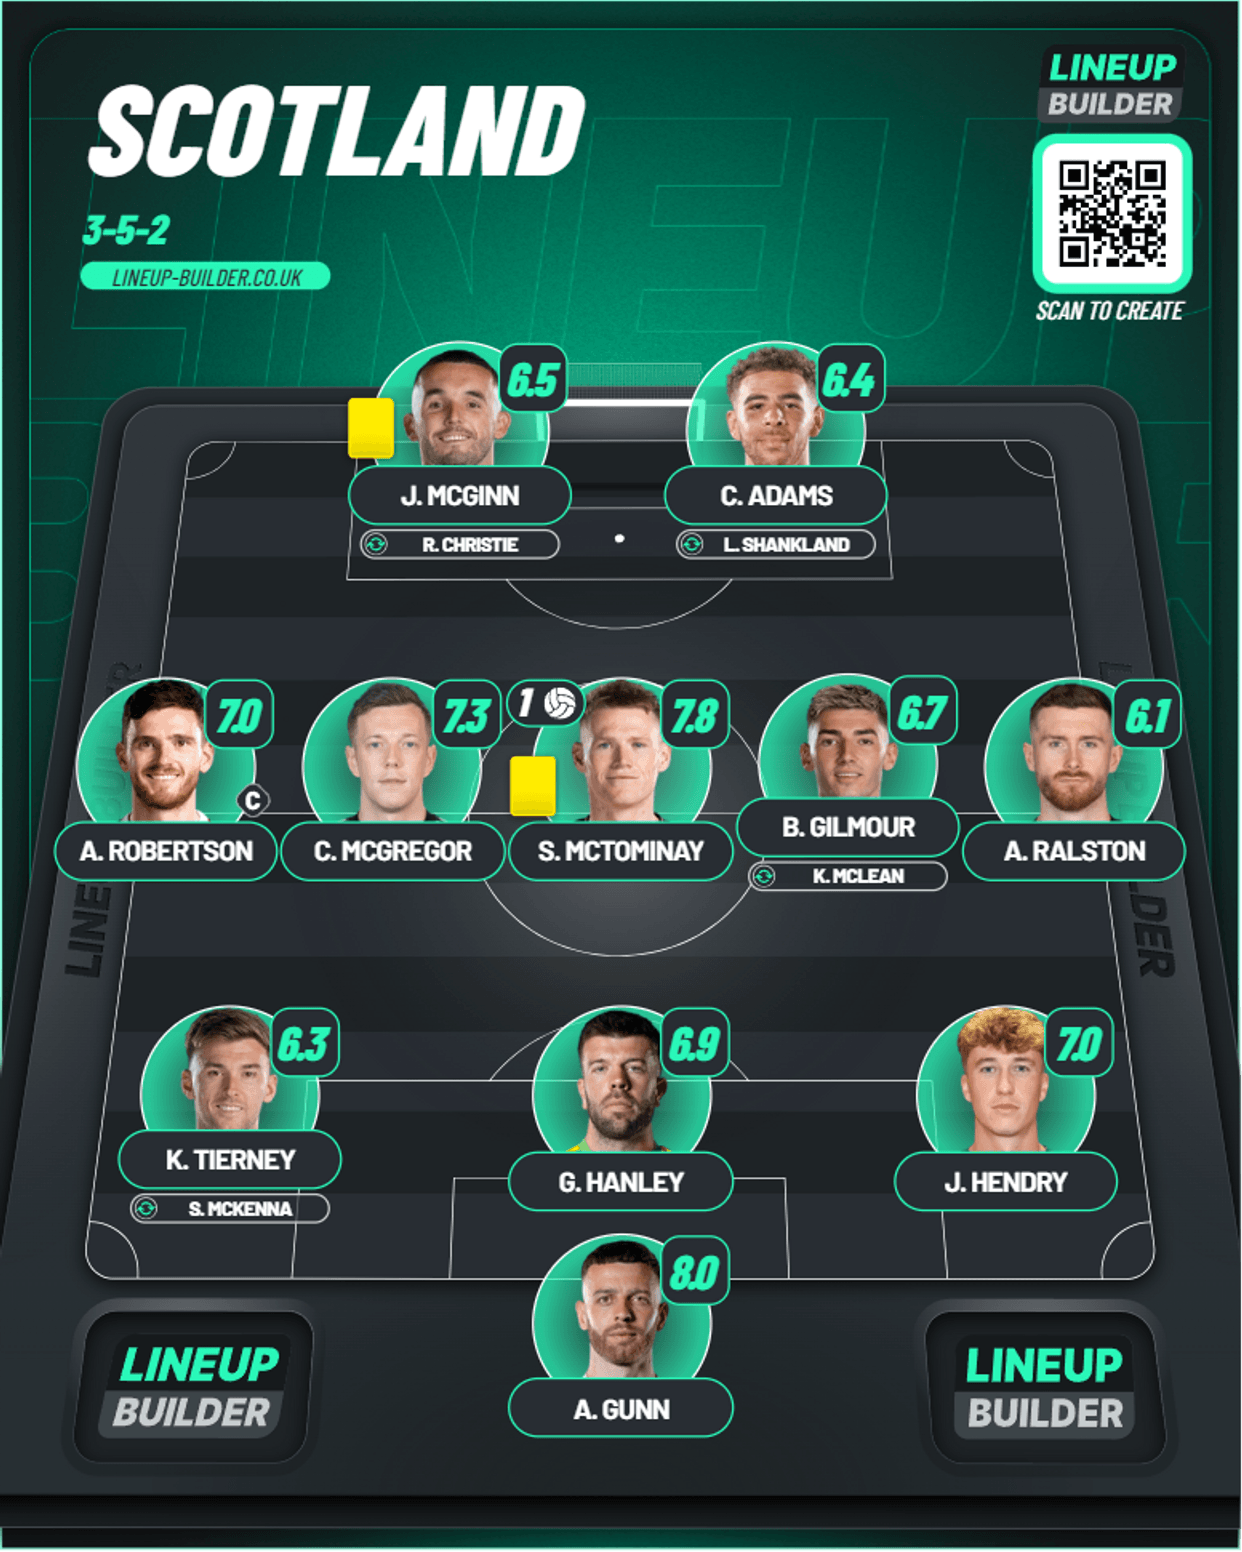 SCOTLAND
3-5-2
LINEUP-BUILDER.CO.UK
LINEUP
BUILDER
SCAN TO CREATE
6.5
6.4
J. MCGINN
C. ADAMS
R. CHRISTIE
L. SHANKLAND
7.0
7.3
1
7.8
6.7
6.1
C
A. ROBERTSON
C. MCGREGOR
S. MCTOMINAY
B. GILMOUR
A. RALSTON
K. MCLEAN
6.3
6.9
7.0
K. TIERNEY
G. HANLEY
J. HENDRY
S. MCKENNA
8.0
A. GUNN
LINEUP
BUILDER
LINEUP
BUILDER